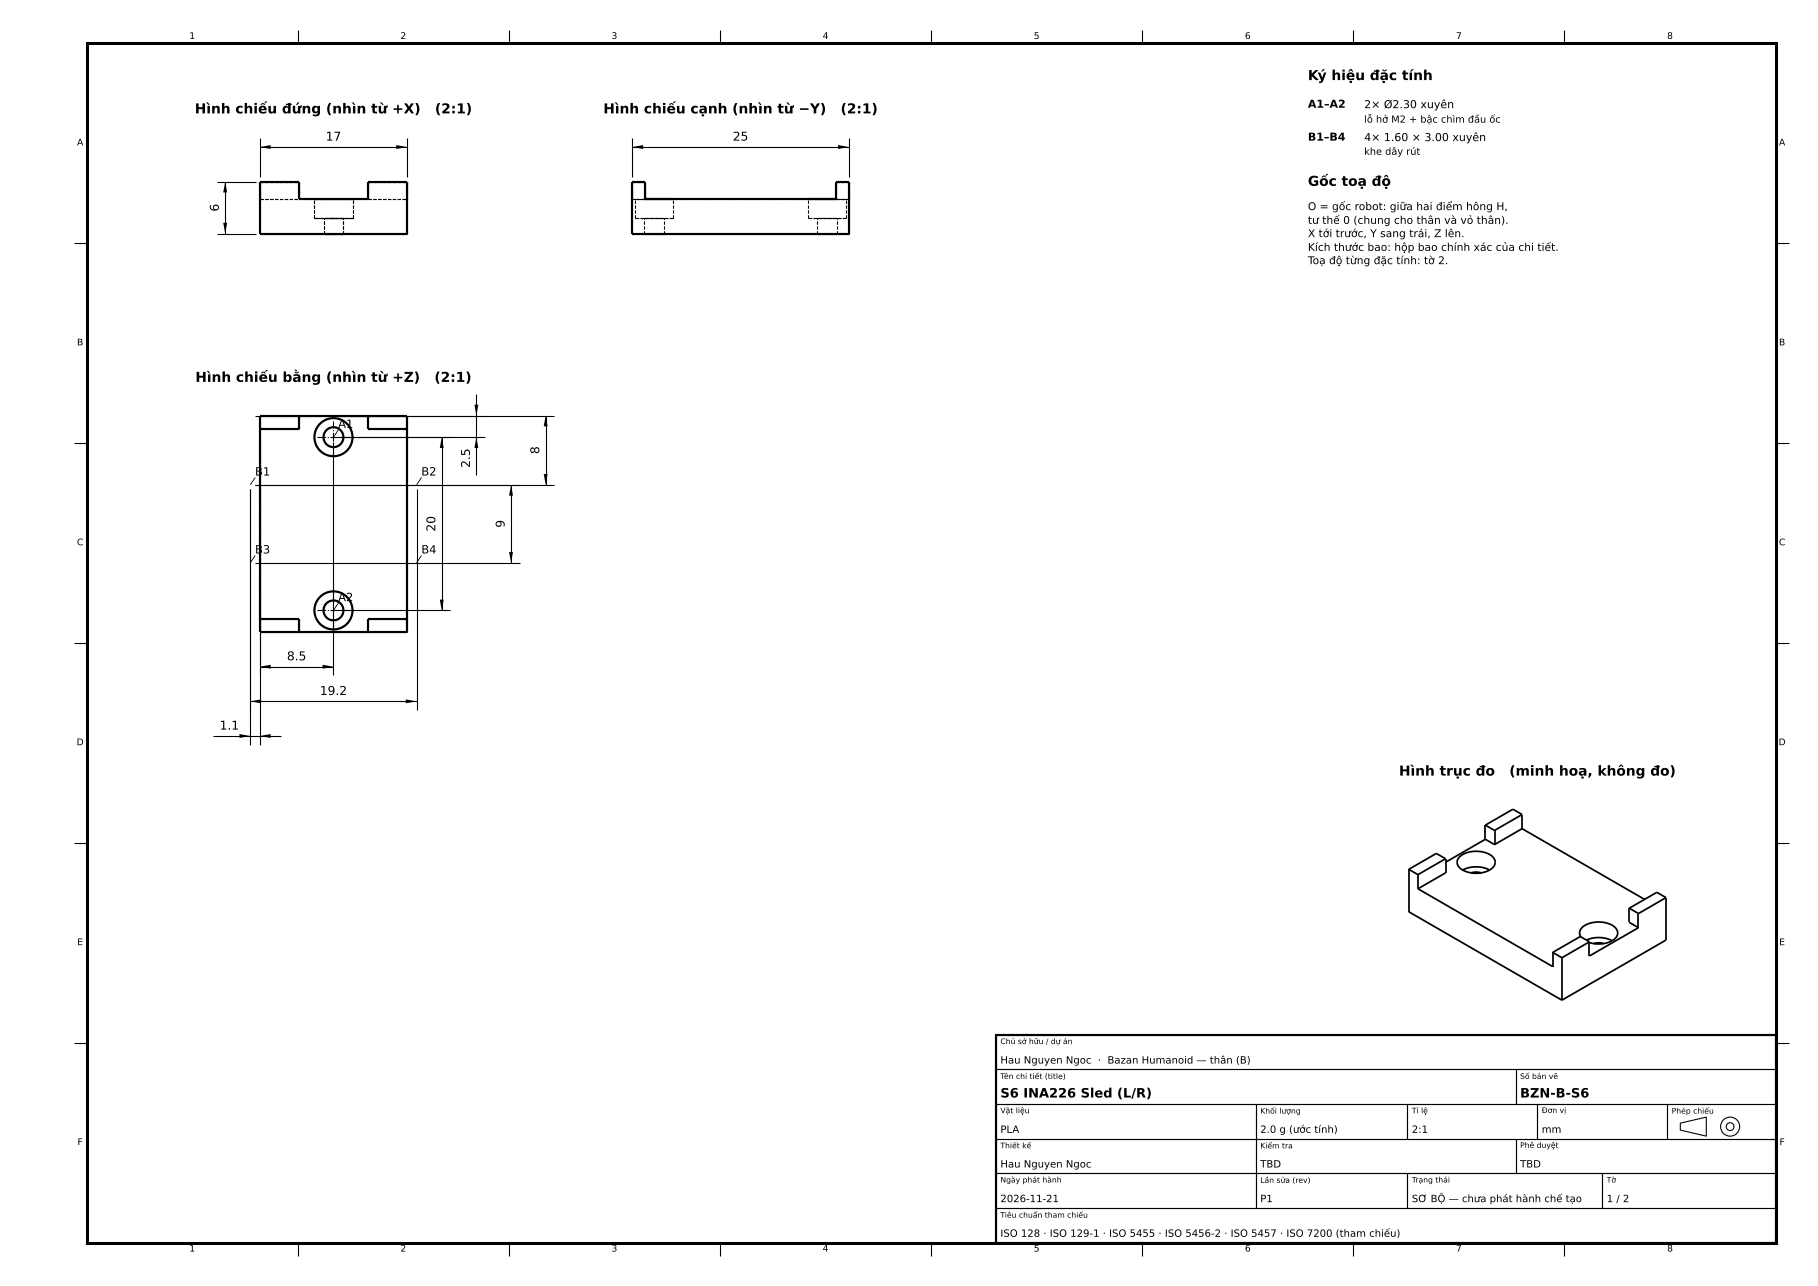 1 2 3 4 5 6 7 8
Ký hiệu đặc tính
A1–A2 2× Ø2.30 xuyên
lỗ hở M2 + bậc chìm đầu ốc
B1–B4 4× 1.60 × 3.00 xuyên
khe dây rút
Gốc toạ độ
O = gốc robot: giữa hai điểm hông H,
tư thế 0 (chung cho thân và vỏ thân).
X tới trước, Y sang trái, Z lên.
Kích thước bao: hộp bao chính xác của chi tiết.
Toạ độ từng đặc tính: tờ 2.
Hình chiếu đứng (nhìn từ +X) (2:1)
17
6
Hình chiếu cạnh (nhìn từ −Y) (2:1)
25
A A
B B
Hình chiếu bằng (nhìn từ +Z) (2:1)
A1
2.5
8
B1 B2
20
9
C C
B3 B4
A2
8.5
19.2
1.1
D D
Hình trục đo (minh hoạ, không đo)
E E
F F
Chủ sở hữu / dự án
Hau Nguyen Ngoc · Bazan Humanoid — thân (B)
Tên chi tiết (title) Số bản vẽ
S6 INA226 Sled (L/R) BZN-B-S6
Vật liệu Khối lượng Tỉ lệ Đơn vị Phép chiếu
PLA 2.0 g (ước tính) 2:1 mm
Thiết kế Kiểm tra Phê duyệt
Hau Nguyen Ngoc TBD TBD
Ngày phát hành Lần sửa (rev) Trạng thái Tờ
2026-11-21 P1 SƠ BỘ — chưa phát hành chế tạo 1 / 2
Tiêu chuẩn tham chiếu
ISO 128 · ISO 129-1 · ISO 5455 · ISO 5456-2 · ISO 5457 · ISO 7200 (tham chiếu)
1 2 3 4 5 6 7 8